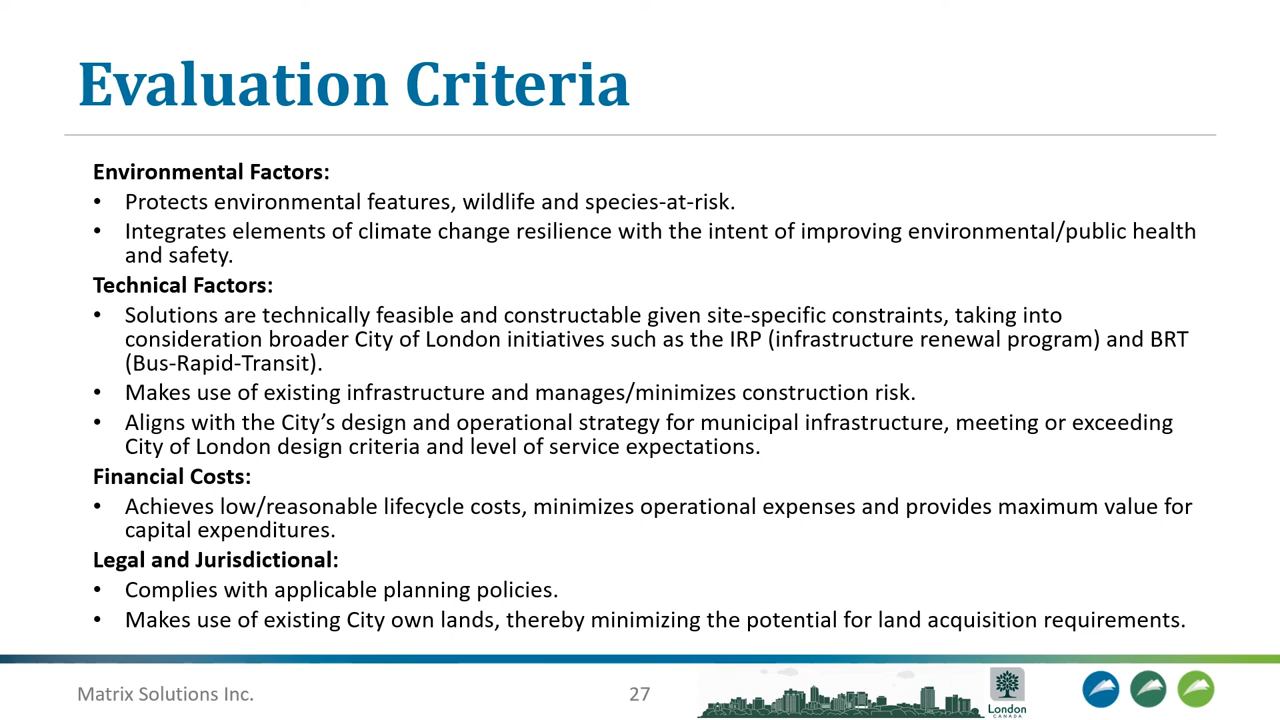 Evaluation Criteria
Environmental Factors:
• Protects environmental features, wildlife and species-at-risk.
• Integrates elements of climate change resilience with the intent of improving environmental/public health
and safety.
Technical Factors:
• Solutions are technically feasible and constructable given site-specific constraints, taking into
consideration broader City of London initiatives such as the IRP (infrastructure renewal program) and BRT
(Bus-Rapid-Transit).
• Makes use of existing infrastructure and manages/minimizes construction risk.
• Aligns with the City’s design and operational strategy for municipal infrastructure, meeting or exceeding
City of London design criteria and level of service expectations.
Financial Costs:
• Achieves low/reasonable lifecycle costs, minimizes operational expenses and provides maximum value for
capital expenditures.
Legal and Jurisdictional:
• Complies with applicable planning policies.
• Makes use of existing City own lands, thereby minimizing the potential for land acquisition requirements.
Matrix Solutions Inc.
27
London
CANADA